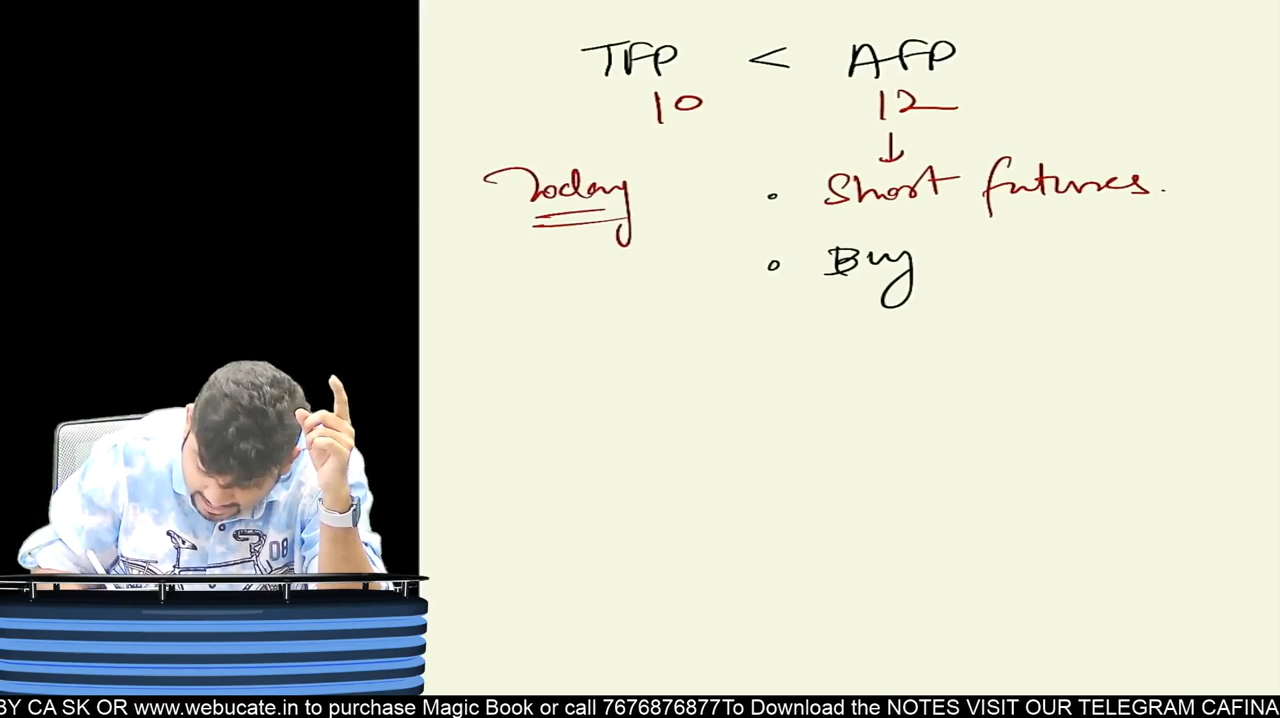 TFP < AFP
10 12
↓
Today • Short futures.
• Buy
08
BY CA SK OR www.webucate.in to purchase Magic Book or call 7676876877To Download the NOTES VISIT OUR TELEGRAM CAFINA